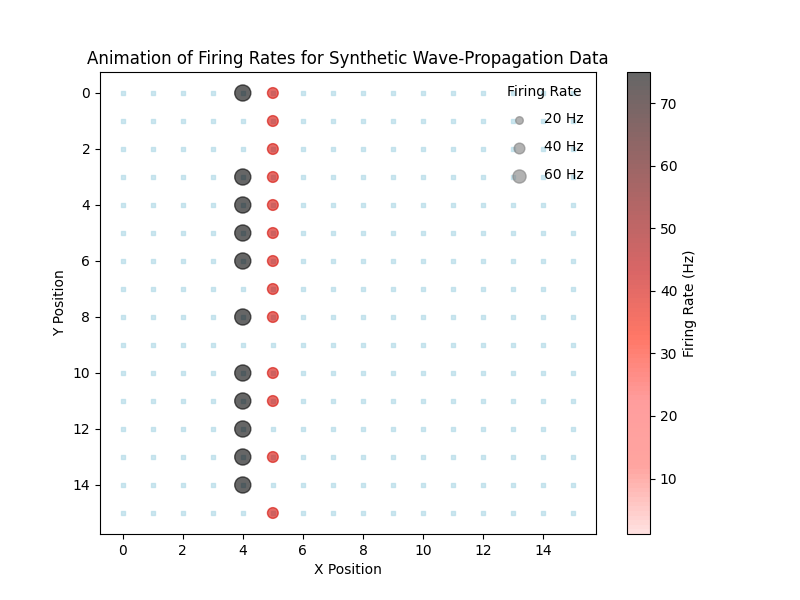 Animation of Firing Rates for Synthetic Wave-Propagation Data
Firing Rate
20 Hz
40 Hz
60 Hz
0
2
4
6
8
10
12
14
Y Position
0 2 4 6 8 10 12 14
X Position
70
60
50
40
30
20
10
Firing Rate (Hz)